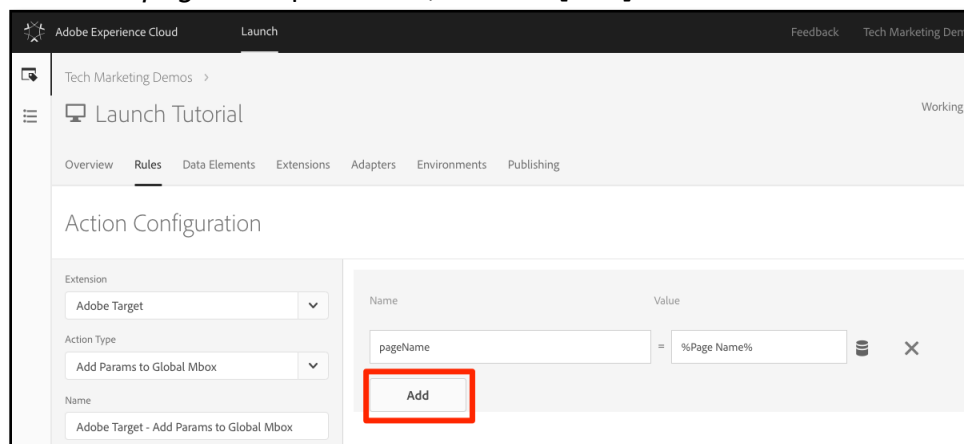 Adobe Experience Cloud Launch Feedback Tech Marketing Dem
Tech Marketing Demos >
Launch Tutorial
Working
Overview Rules Data Elements Extensions Adapters Environments Publishing
Action Configuration
Extension
Adobe Target
Action Type
Add Params to Global Mbox
Name
Adobe Target - Add Params to Global Mbox
Name Value
pageName = %Page Name%
Add